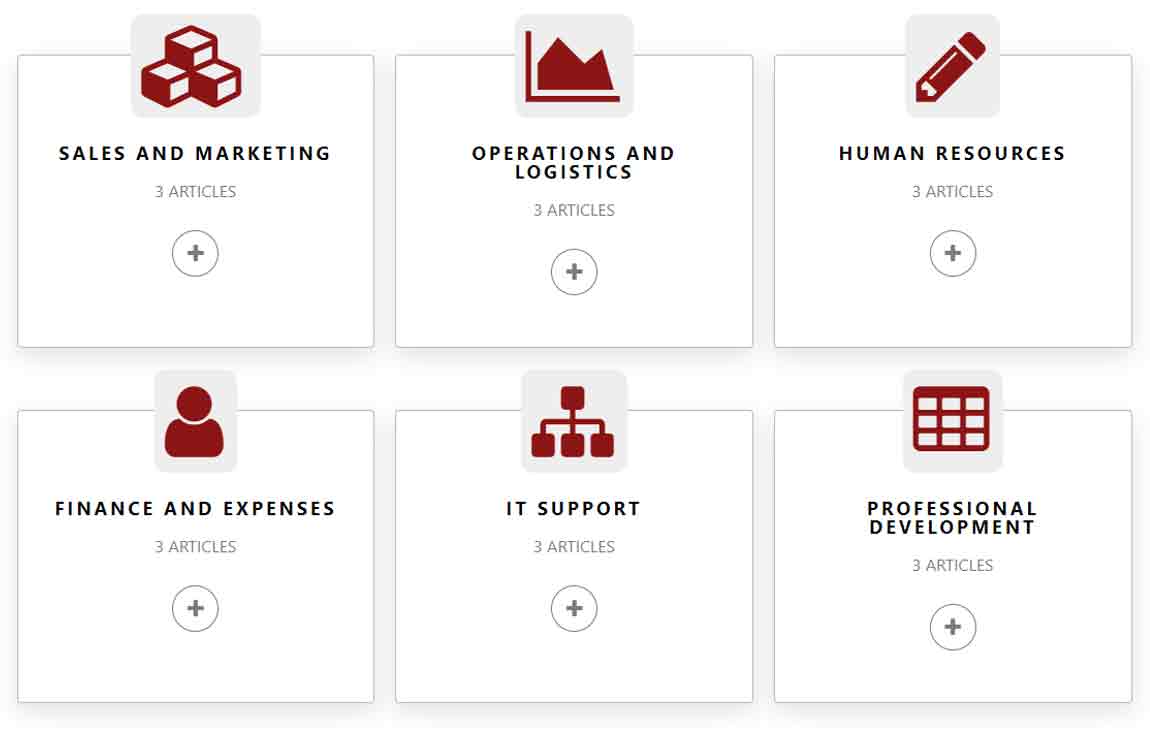 SALES AND MARKETING
3 ARTICLES
OPERATIONS AND
LOGISTICS
3 ARTICLES
HUMAN RESOURCES
3 ARTICLES
FINANCE AND EXPENSES
3 ARTICLES
IT SUPPORT
3 ARTICLES
PROFESSIONAL
DEVELOPMENT
3 ARTICLES